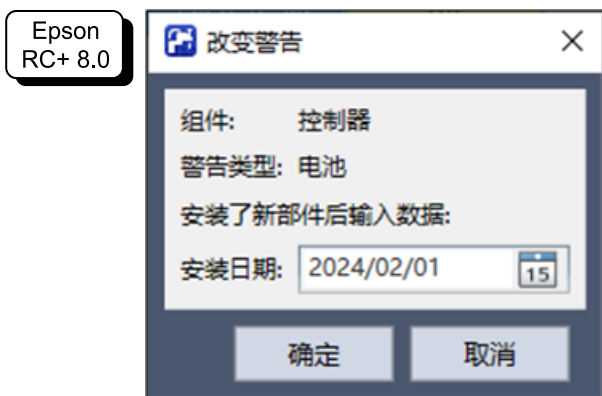 Epson
RC+ 8.0
改变警告
组件: 控制器
警告类型: 电池
安装了新部件后输入数据:
安装日期: 2024/02/01
15
确定 取消